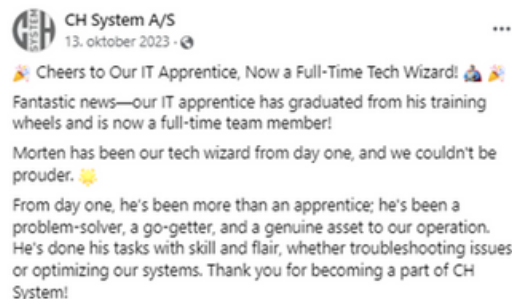 CH SYSTEM
CH System A/S
13. oktober 2023 ·
Cheers to Our IT Apprentice, Now a Full-Time Tech Wizard!
Fantastic news—our IT apprentice has graduated from his training
wheels and is now a full-time team member!
Morten has been our tech wizard from day one, and we couldn't be
prouder.
From day one, he's been more than an apprentice; he's been a
problem-solver, a go-getter, and a genuine asset to our operation.
He's done his tasks with skill and flair, whether troubleshooting issues
or optimizing our systems. Thank you for becoming a part of CH
System!